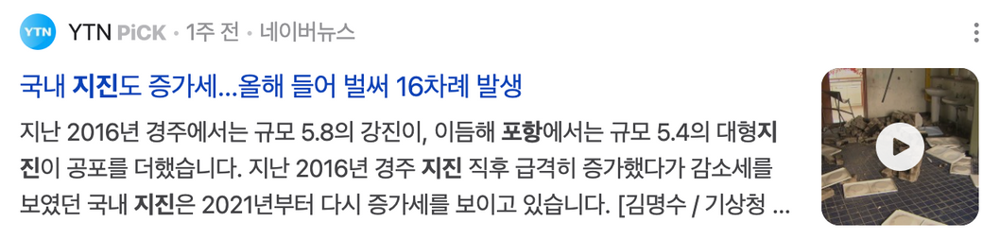 YTN YTN PiCK · 1주 전 · 네이버뉴스
국내 지진도 증가세...올해 들어 벌써 16차례 발생
지난 2016년 경주에서는 규모 5.8의 강진이, 이듬해 포항에서는 규모 5.4의 대형지
진이 공포를 더했습니다. 지난 2016년 경주 지진 직후 급격히 증가했다가 감소세를
보였던 국내 지진은 2021년부터 다시 증가세를 보이고 있습니다. [김명수 / 기상청 ...